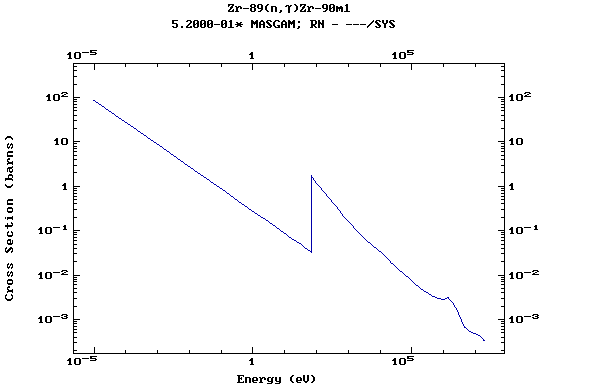 Zr-89(n,γ)Zr-90m1
5.2000-01* MASGAM; RN - ---/SYS
10⁻⁵ 1 10⁵
10² 10²
10 10
1 1
10⁻¹ 10⁻¹
10⁻² 10⁻²
10⁻³ 10⁻³
10⁻⁵ 1 10⁵
Cross Section (barns)
Energy (eV)